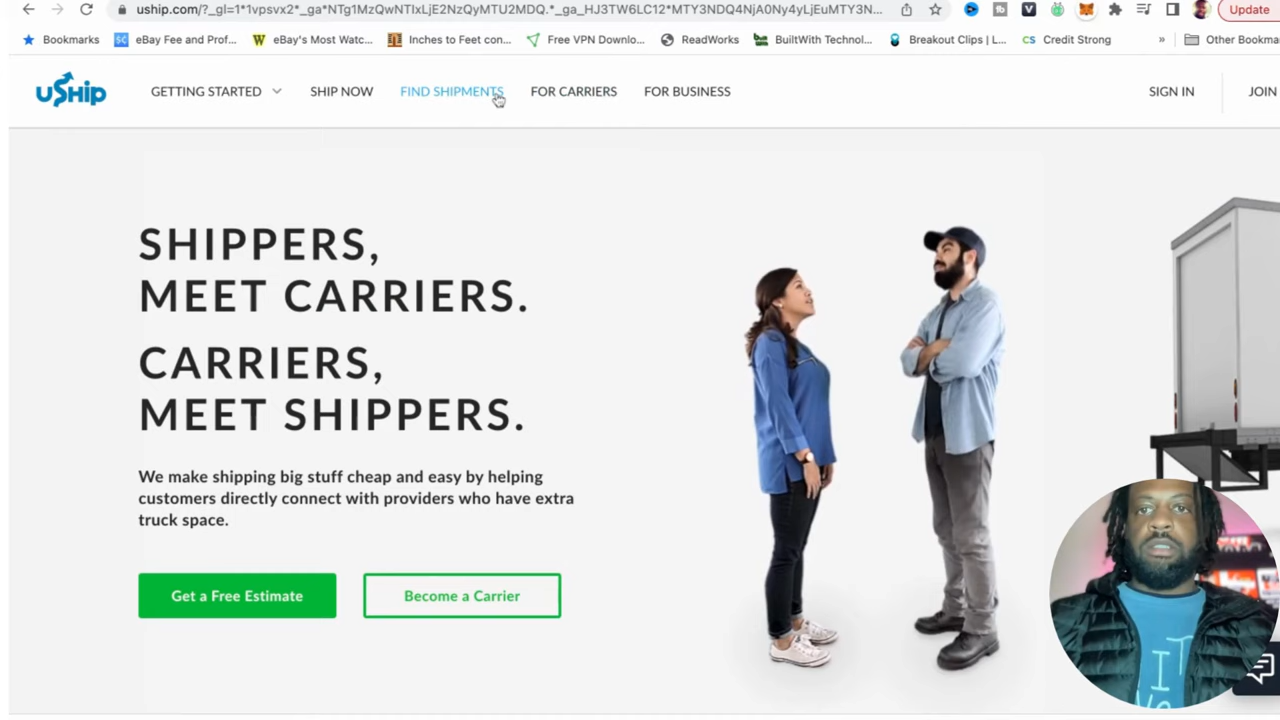 uship.com/?_gl=1*1vpsvx2*_ga*NTg1MzQwNTIxLjE2NzQyMTU2MDQ.*_ga_HJ3TW6LC12*MTY3NDQ4NjA0Ny4yLjEuMTY3N...
Update
Bookmarks
eBay Fee and Prof...
eBay's Most Watc...
Inches to Feet con...
Free VPN Downlo...
ReadWorks
BuiltWith Technol...
Breakout Clips | L...
CS Credit Strong
»
Other Bookma
uShip
GETTING STARTED
SHIP NOW
FIND SHIPMENTS
FOR CARRIERS
FOR BUSINESS
SIGN IN
JOIN
SHIPPERS,
MEET CARRIERS.
CARRIERS,
MEET SHIPPERS.
We make shipping big stuff cheap and easy by helping
customers directly connect with providers who have extra
truck space.
Get a Free Estimate
Become a Carrier